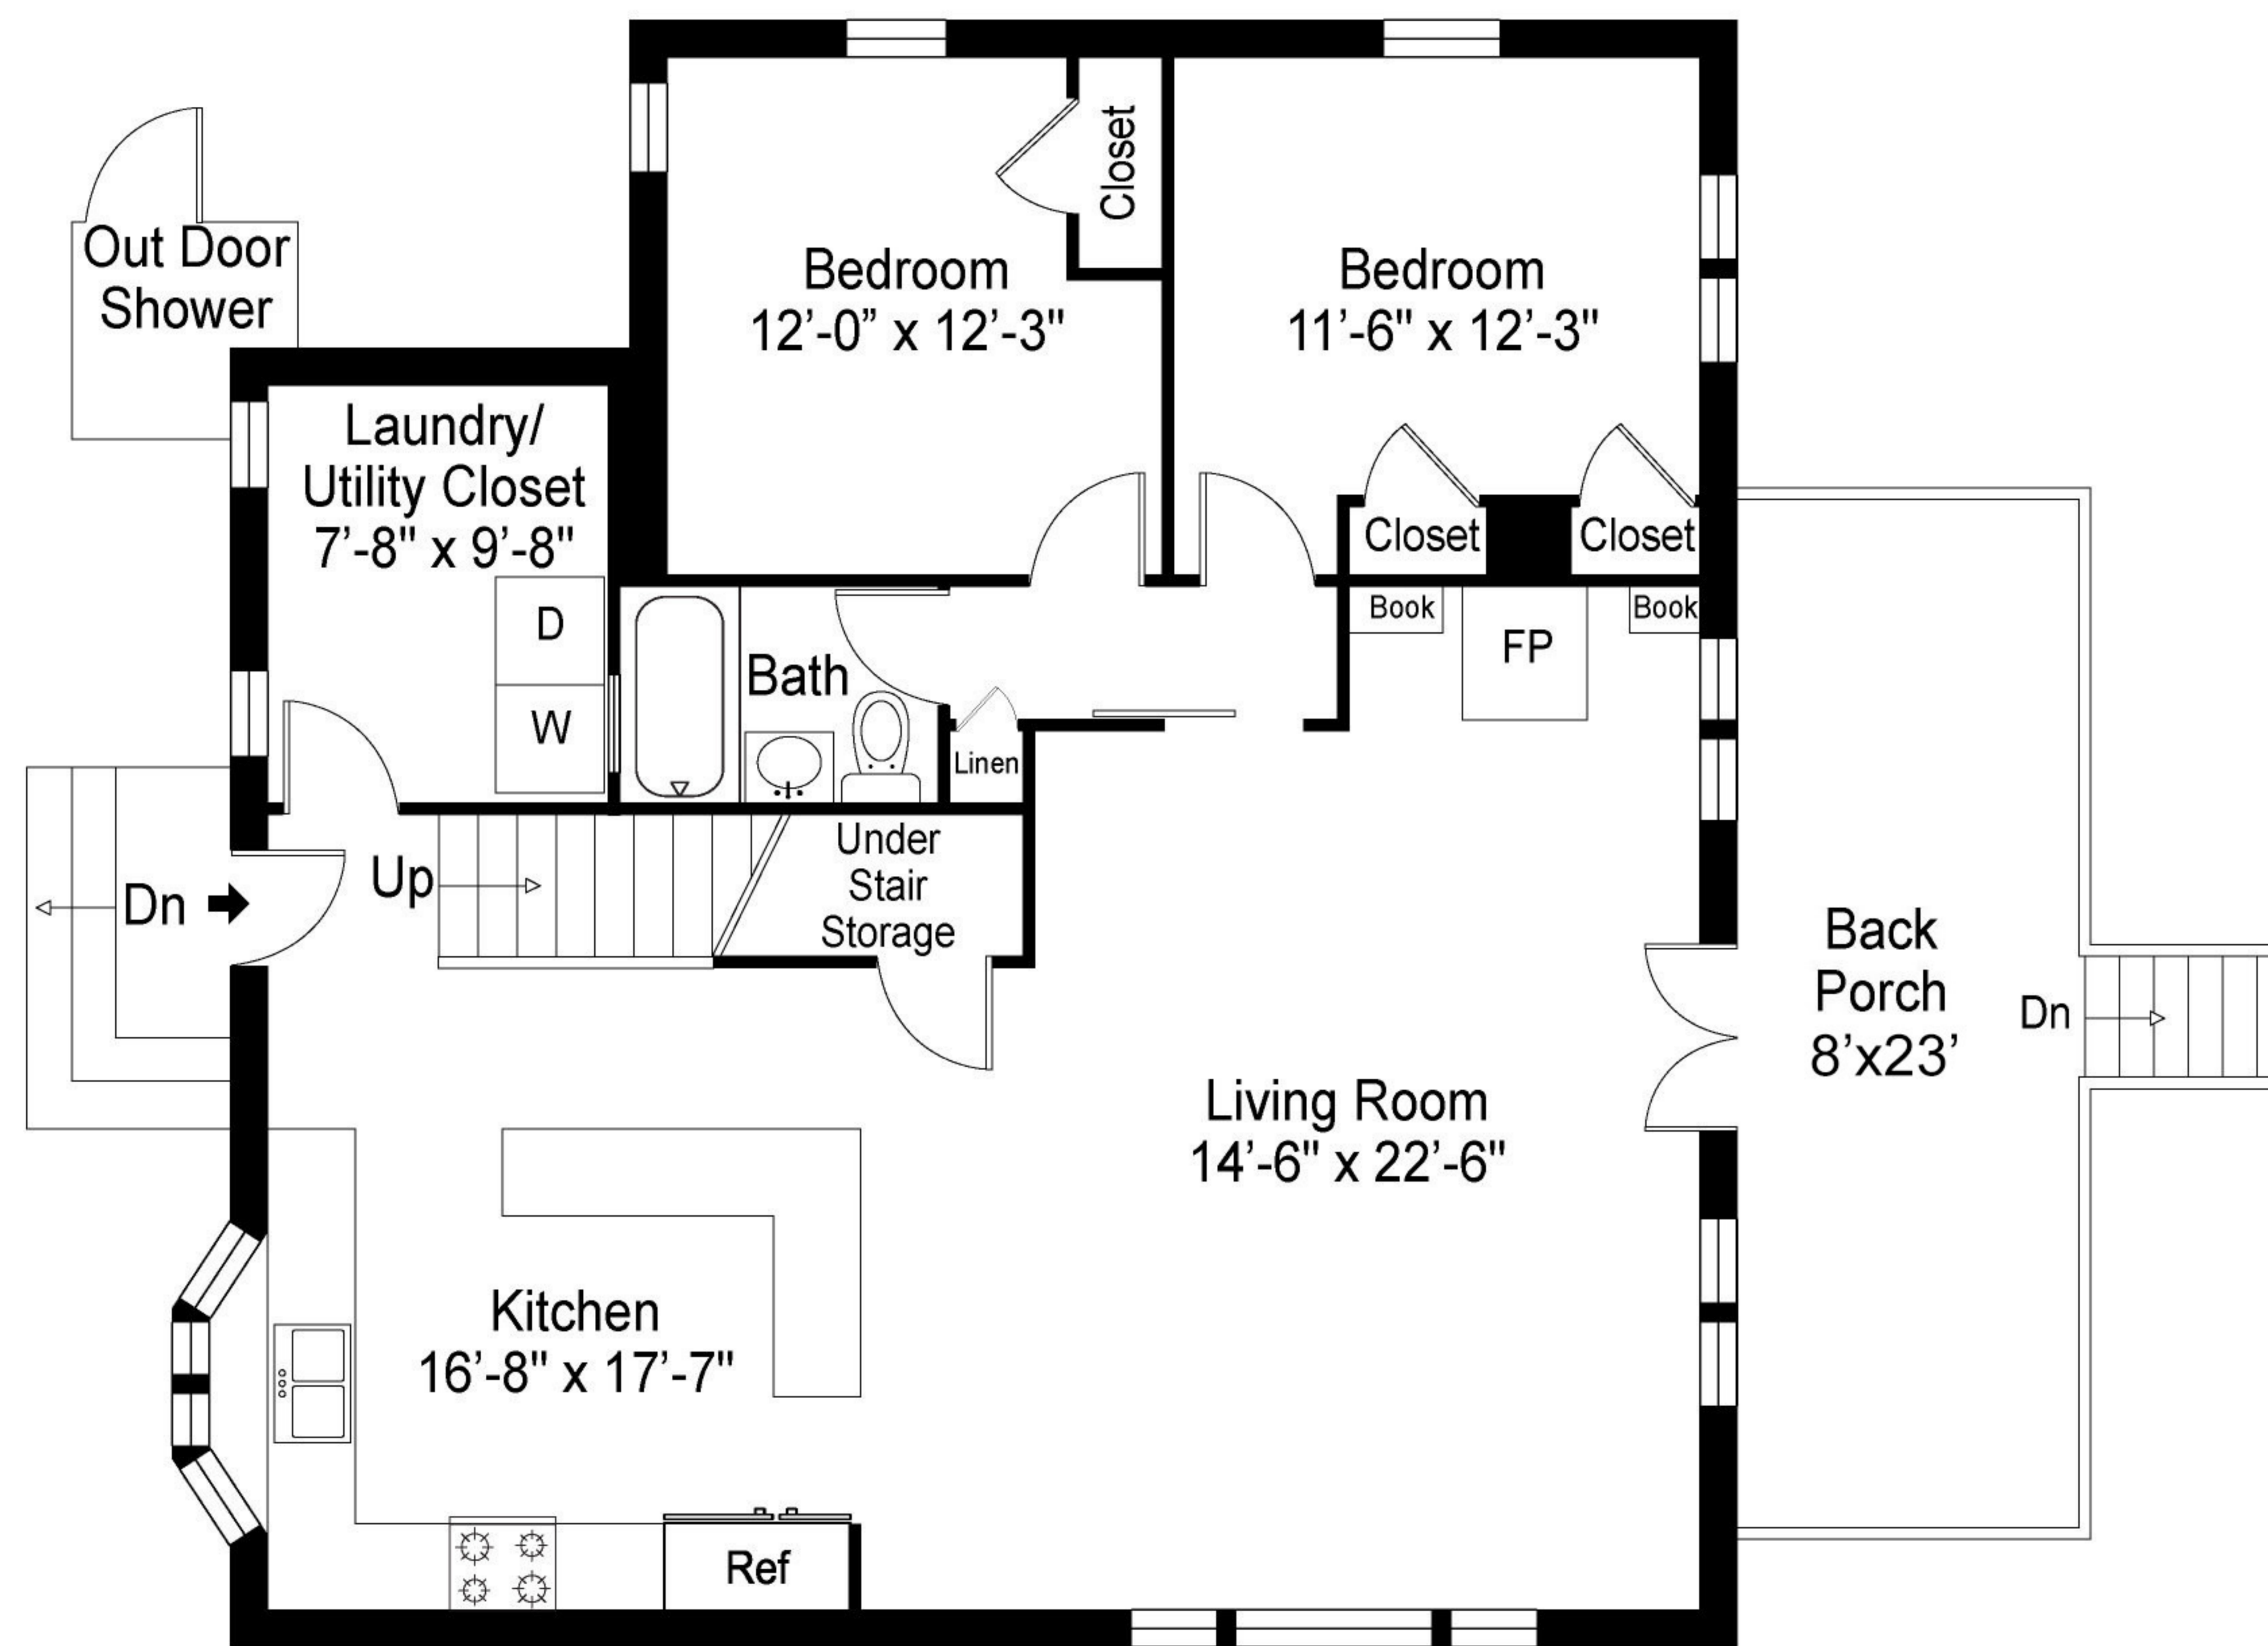 Out Door
Shower
Bedroom
12’-0” x 12’-3"
Closet
Bedroom
11’-6" x 12’-3"
Closet
Closet
Laundry/
Utility Closet
7’-8" x 9’-8"
D
W
Bath
Linen
Book
FP
Book
Dn
Up
Under
Stair
Storage
Living Room
14’-6" x 22’-6"
Back
Porch
8’x23’
Dn
Kitchen
16’-8" x 17’-7"
Ref